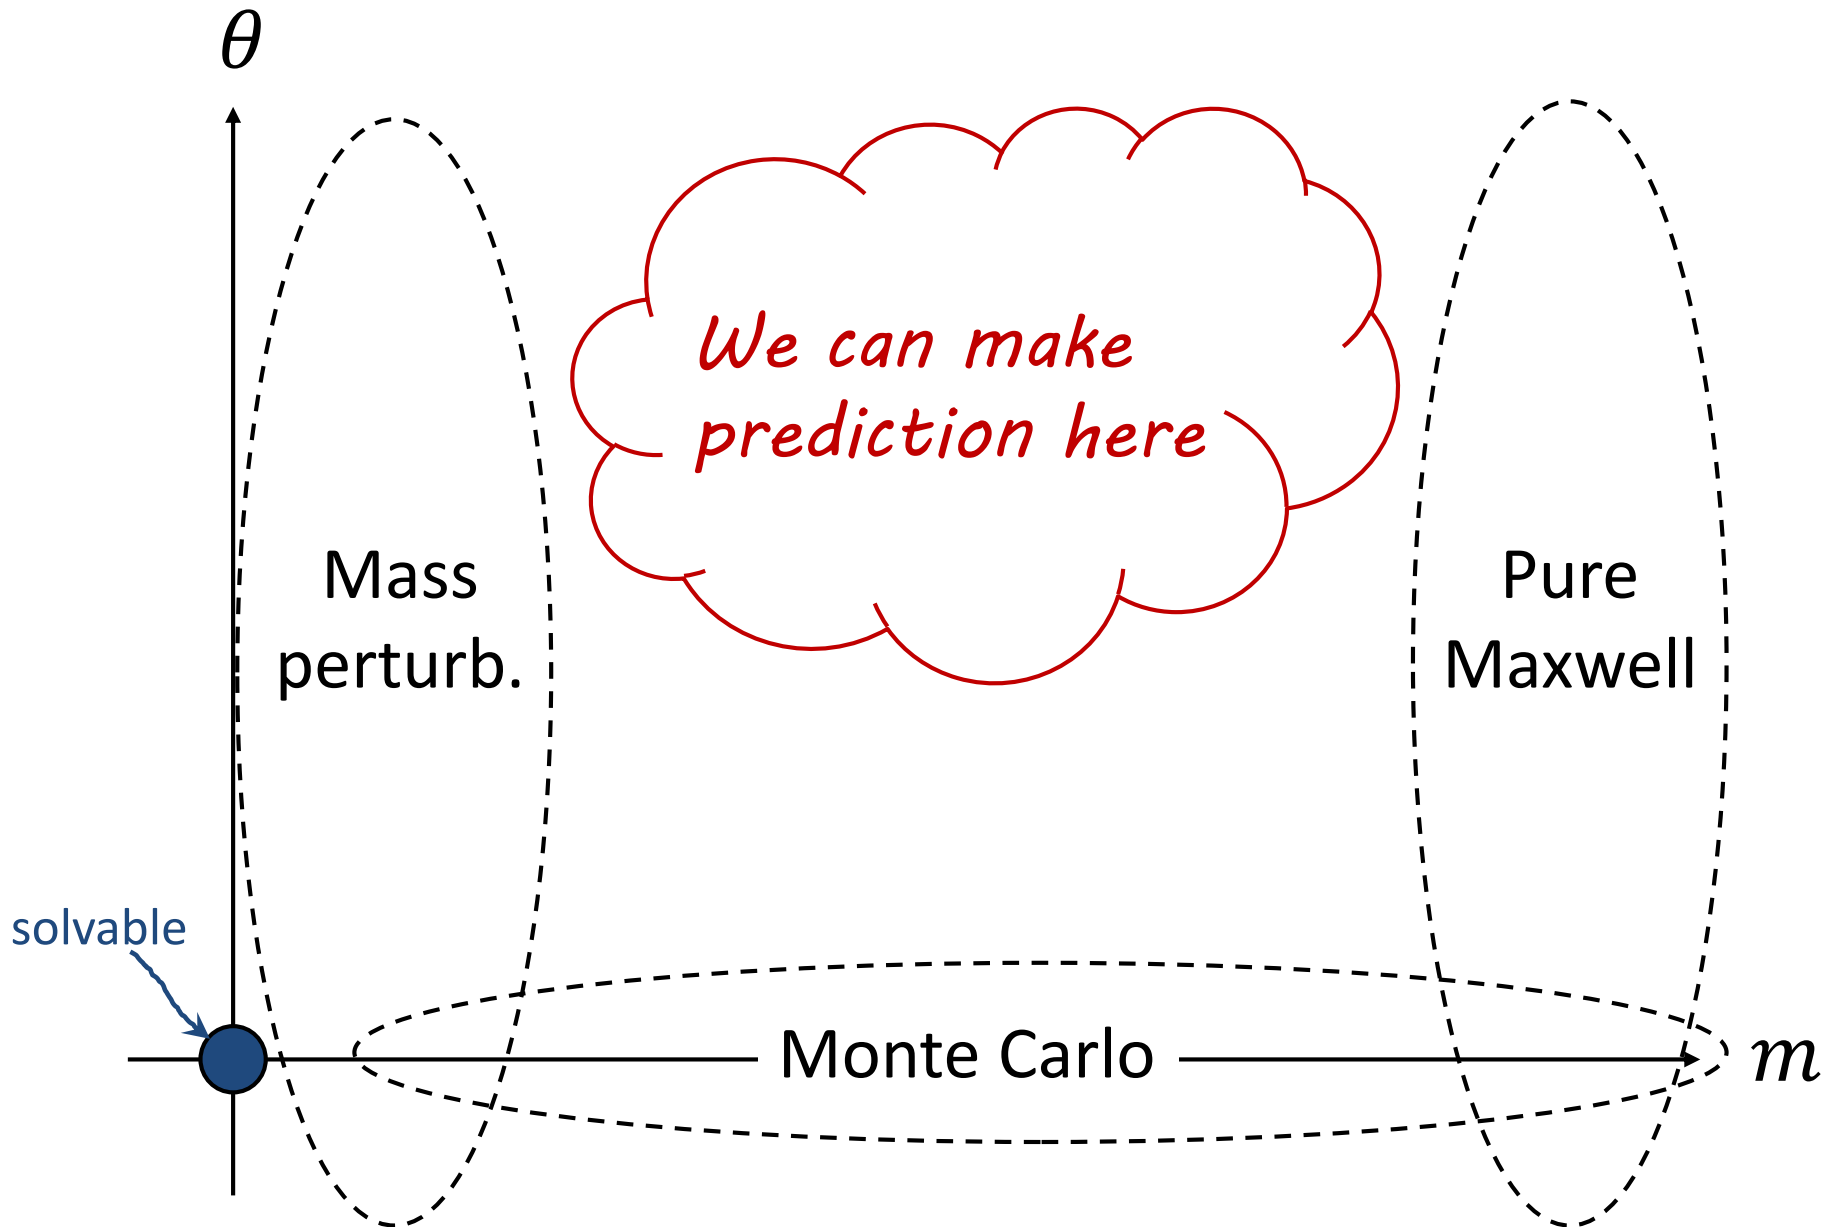 θ
We can make
prediction here
Mass
perturb.
Pure
Maxwell
solvable
Monte Carlo
m